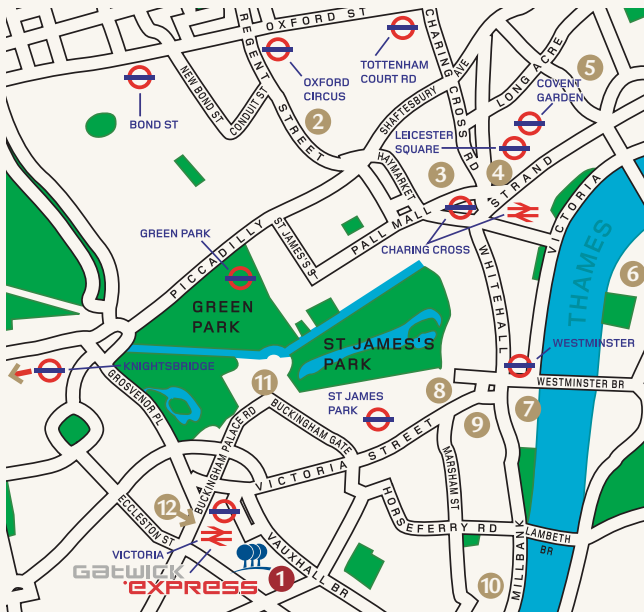 OXFORD ST
REGENT STREET
CHARING CROSS RD
TOTTENHAM
COURT RD
OXFORD
CIRCUS
5
LONG ACRE
SHAFTESBURY AVE
NEW BOND ST
CONDUIT ST
BOND ST
2
COVENT
GARDEN
LEICESTER
SQUARE
HAYMARKET
3
4
STRAND
VICTORIA
PICCADILLY
ST JAMES'S S
PALL MALL
GREEN PARK
CHARING CROSS
WHITEHALL
THAMES
6
GREEN
PARK
ST JAMES'S
PARK
WESTMINSTER
KNIGHTSBRIDGE
GROSVENOR PL
11
8
WESTMINSTER BR
ST JAMES
PARK
7
9
BUCKINGHAM PALACE RD
BUCKINGHAM GATE
VICTORIA STREET
MARSHAM ST
ECCLESTON ST
12
HORSEFERRY RD
MILLBANK
LAMBETH
BR
VICTORIA
VAUXHALL BR
GATWICK
EXPRESS
1
10